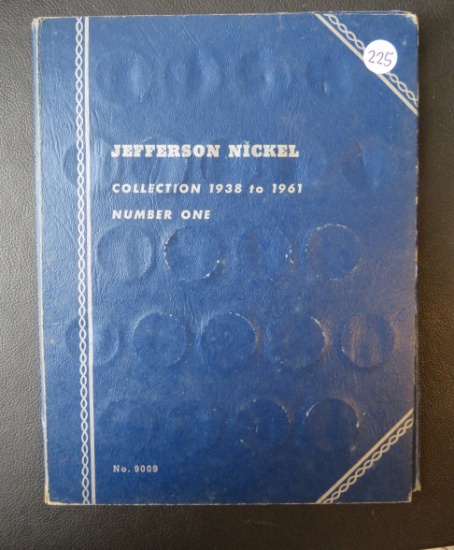 225
JEFFERSON NICKEL
COLLECTION 1938 to 1961
NUMBER ONE
No. 9009